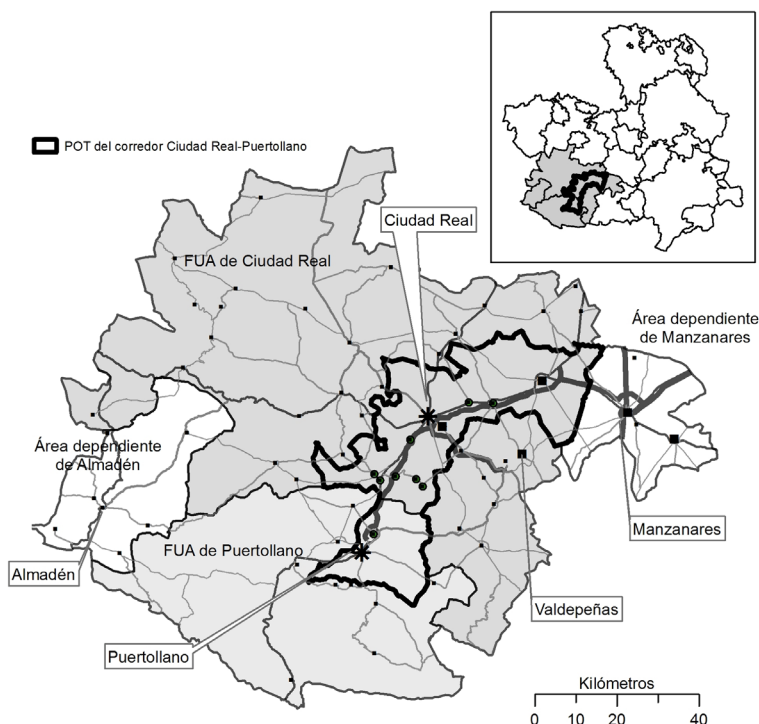 POT del corredor Ciudad Real-Puertollano
Ciudad Real
FUA de Ciudad Real
Área dependiente
de Manzanares
Área dependiente
de Almadén
Manzanares
FUA de Puertollano
Almadén
Valdepeñas
Puertollano
Kilómetros
0 10 20 40